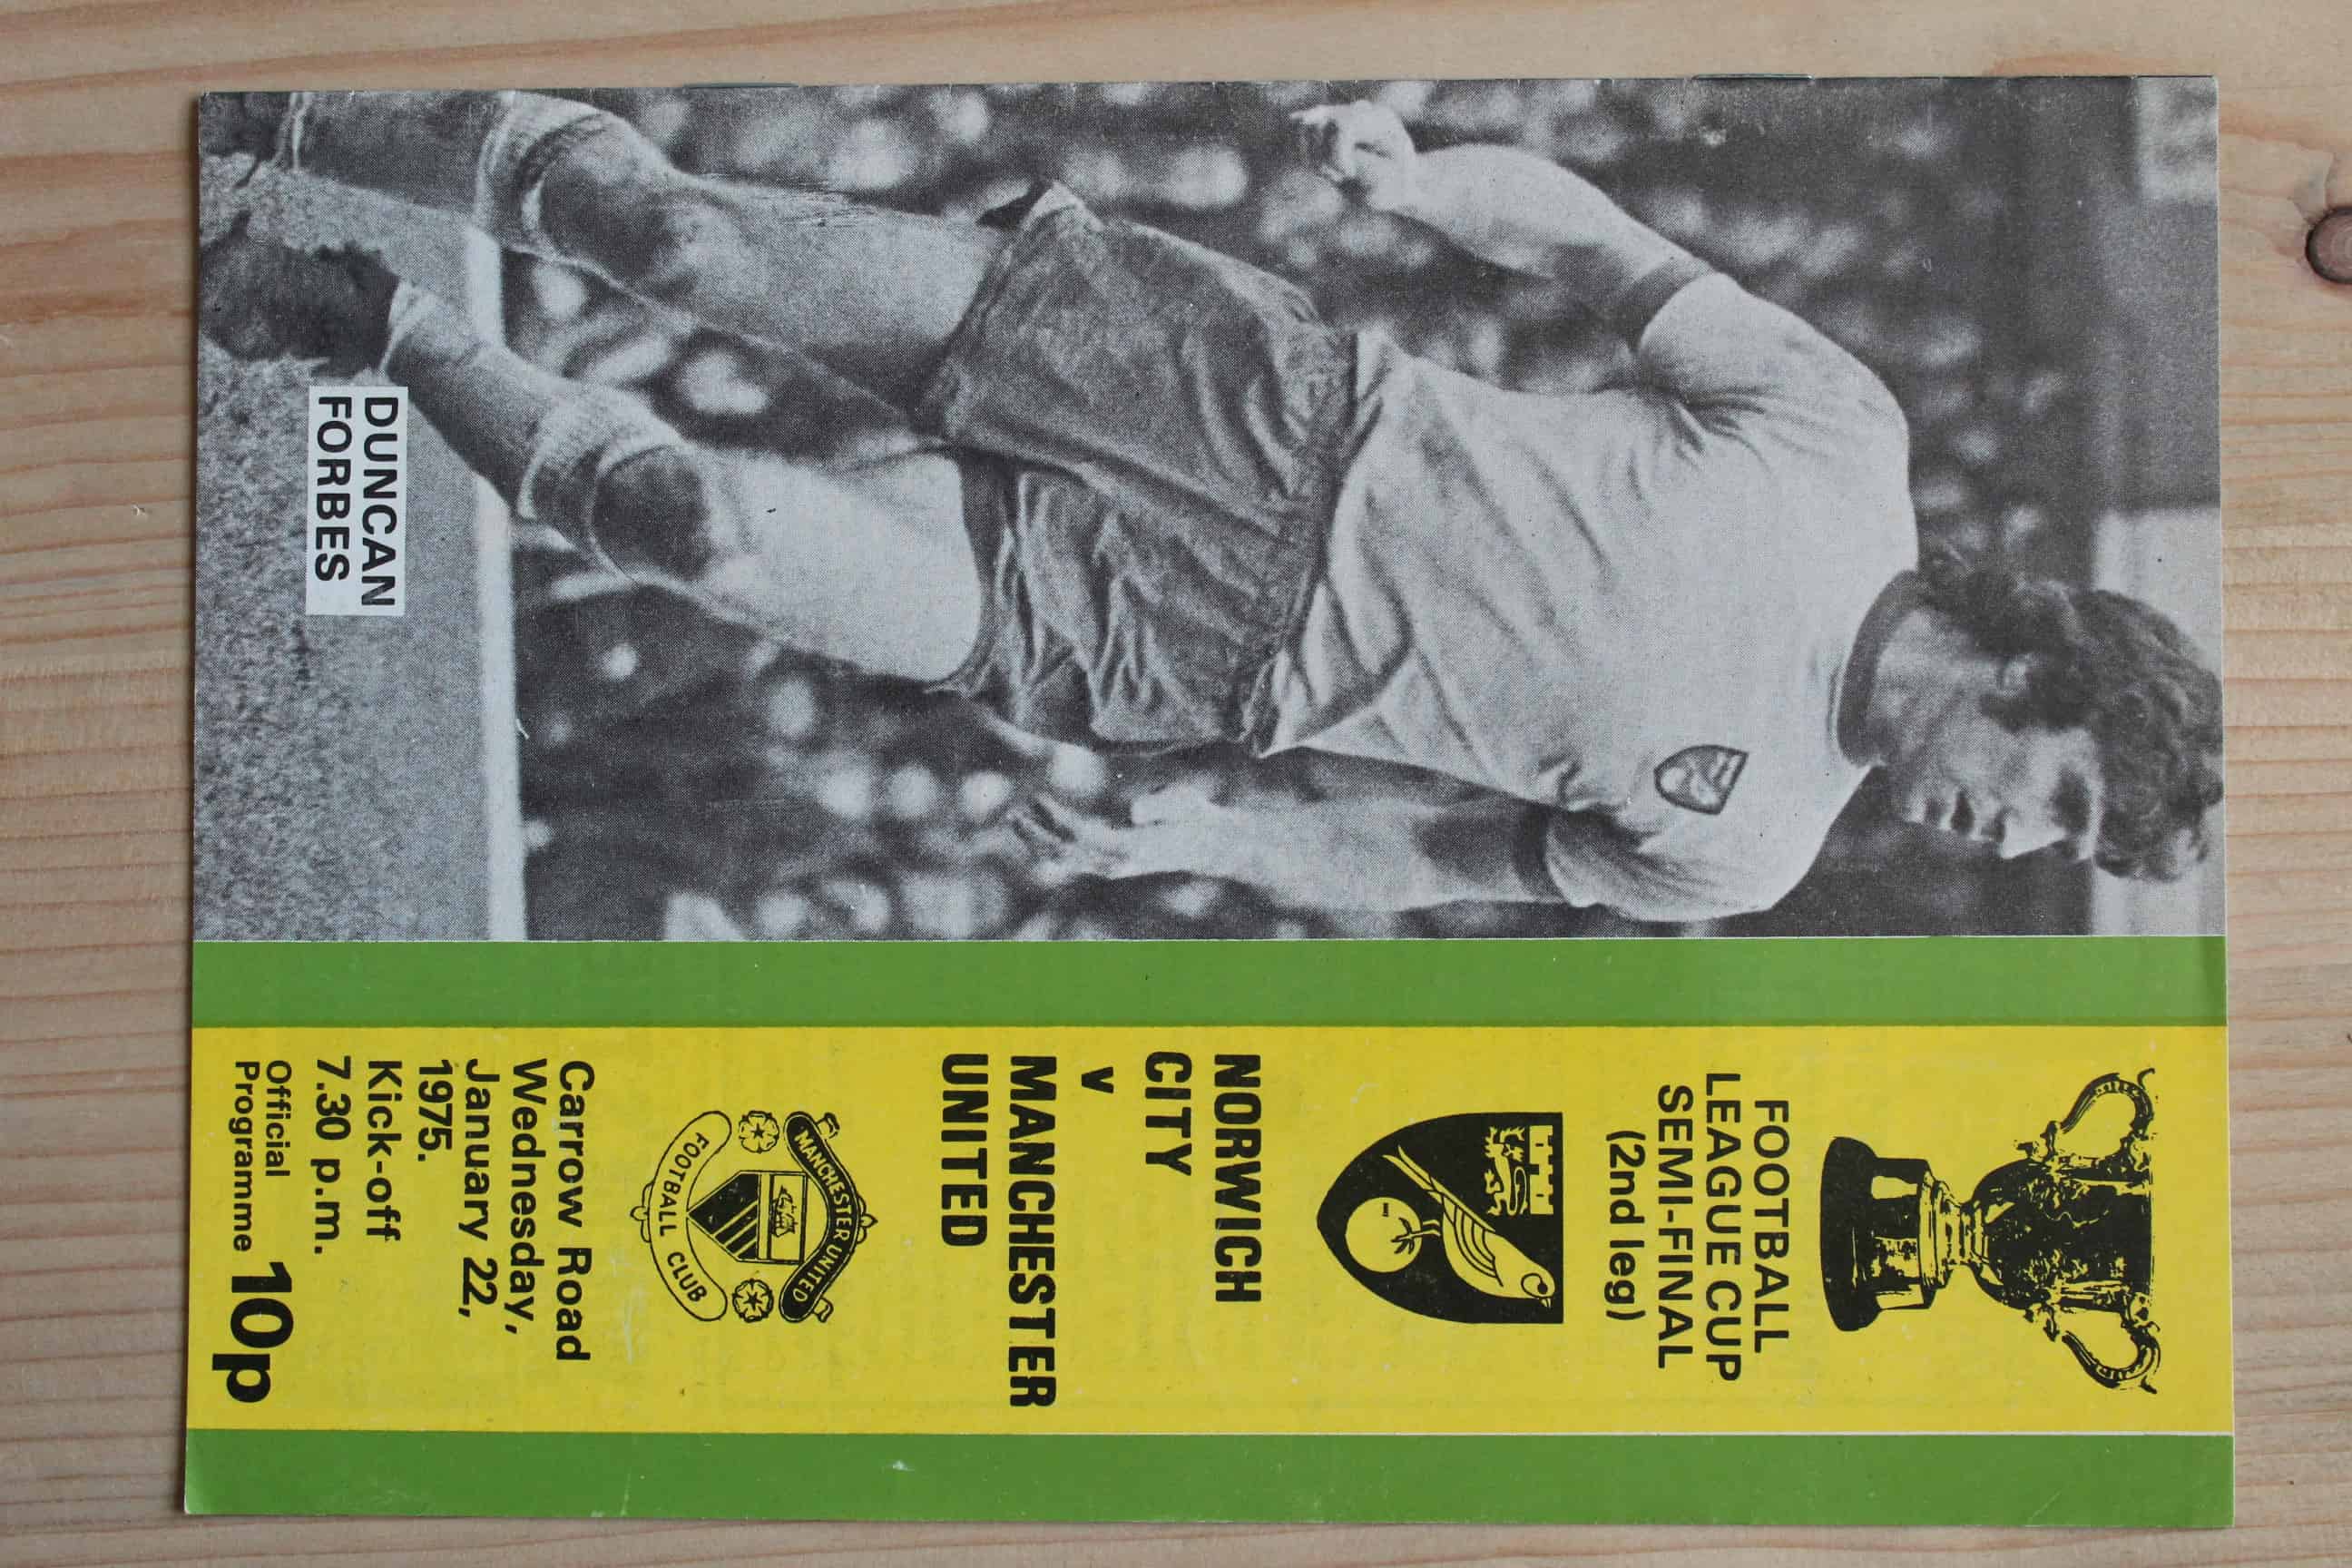 FOOTBALL
LEAGUE CUP
SEMI-FINAL
(2nd leg)
NORWICH
CITY
v
MANCHESTER
UNITED
MANCHESTER UNITED
FOOTBALL CLUB
Carrow Road
Wednesday,
January 22,
1975.
Kick-off
7.30 p.m.
Official
Programme 10p
DUNCAN
FORBES